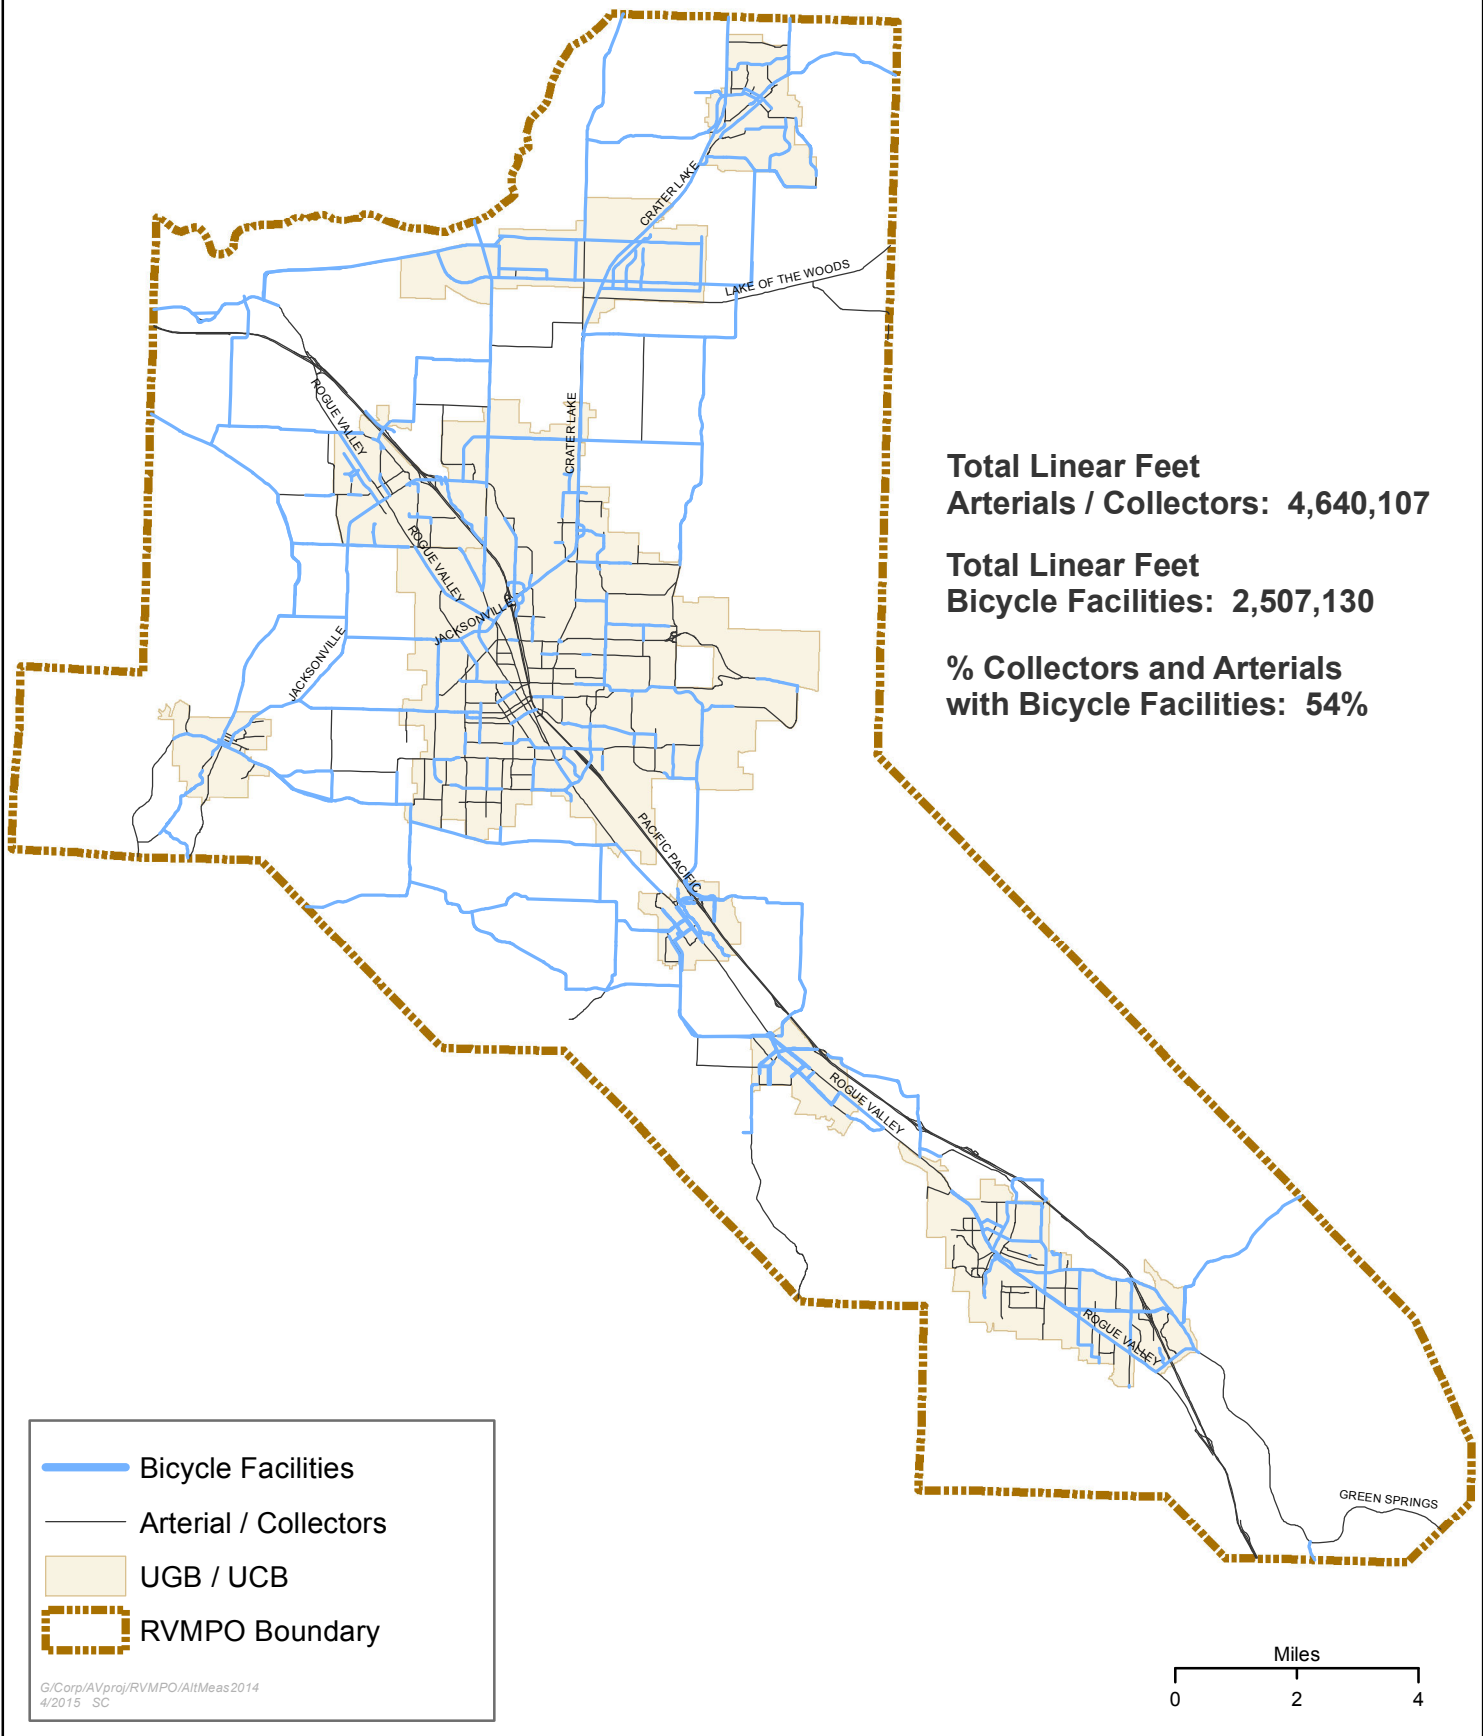 CRATER LAKE
LAKE OF THE WOODS
ROGUE VALLEY
CRATER LAKE
Total Linear Feet
Arterials / Collectors: 4,640,107
ROGUE VALLEY
Total Linear Feet
Bicycle Facilities: 2,507,130
JACKSONVILLE
JACKSONVILLE
% Collectors and Arterials
with Bicycle Facilities: 54%
PACIFIC PACIFIC
ROGUE VALLEY
ROGUE VALLEY
GREEN SPRINGS
Bicycle Facilities
Arterial / Collectors
UGB / UCB
RVMPO Boundary
G/Corp/AVproj/RVMPO/AltMeas2014
4/2015 SC
Miles
0 2 4